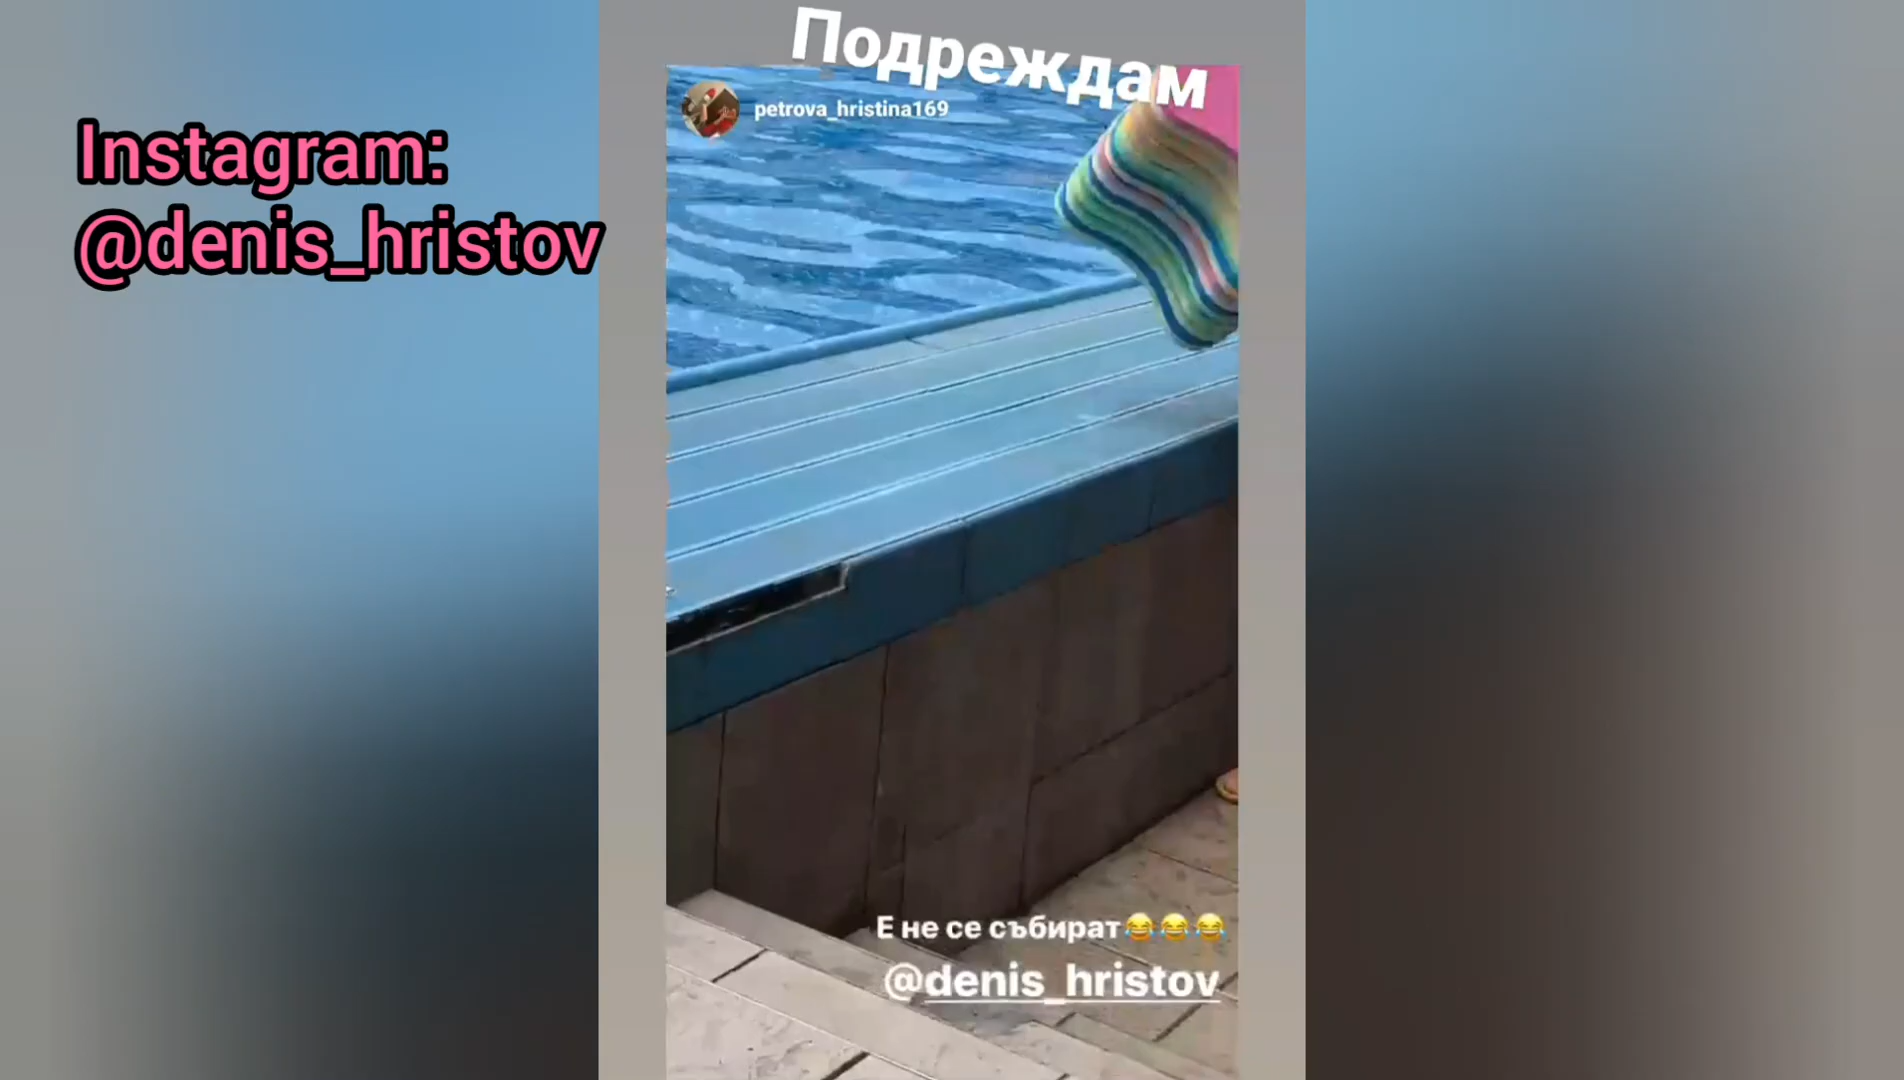 Подреждам
petrova_hristina169
Instagram:
@denis_hristov
Е не се събират😂😂😂
@denis_hristov